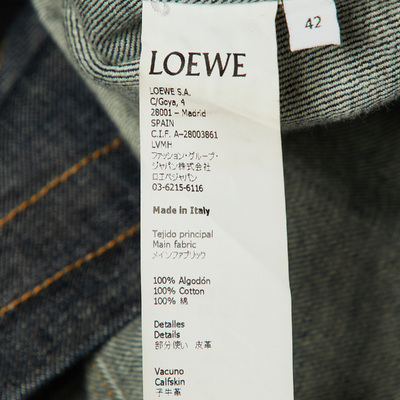 42
LOEWE
LOEWE S.A.
C/Goya, 4
28001 – Madrid
SPAIN
C.I.F. A-28003861
LVMH
ファッション・グループ・
ジャパン株式会社
ロエベジャパン
03-6215-6116
Made in Italy
Tejido principal
Main fabric
メインファブリック
100% Algodón
100% Cotton
100% 綿
Detalles
Details
部分使い 皮革
Vacuno
Calfskin
子牛革